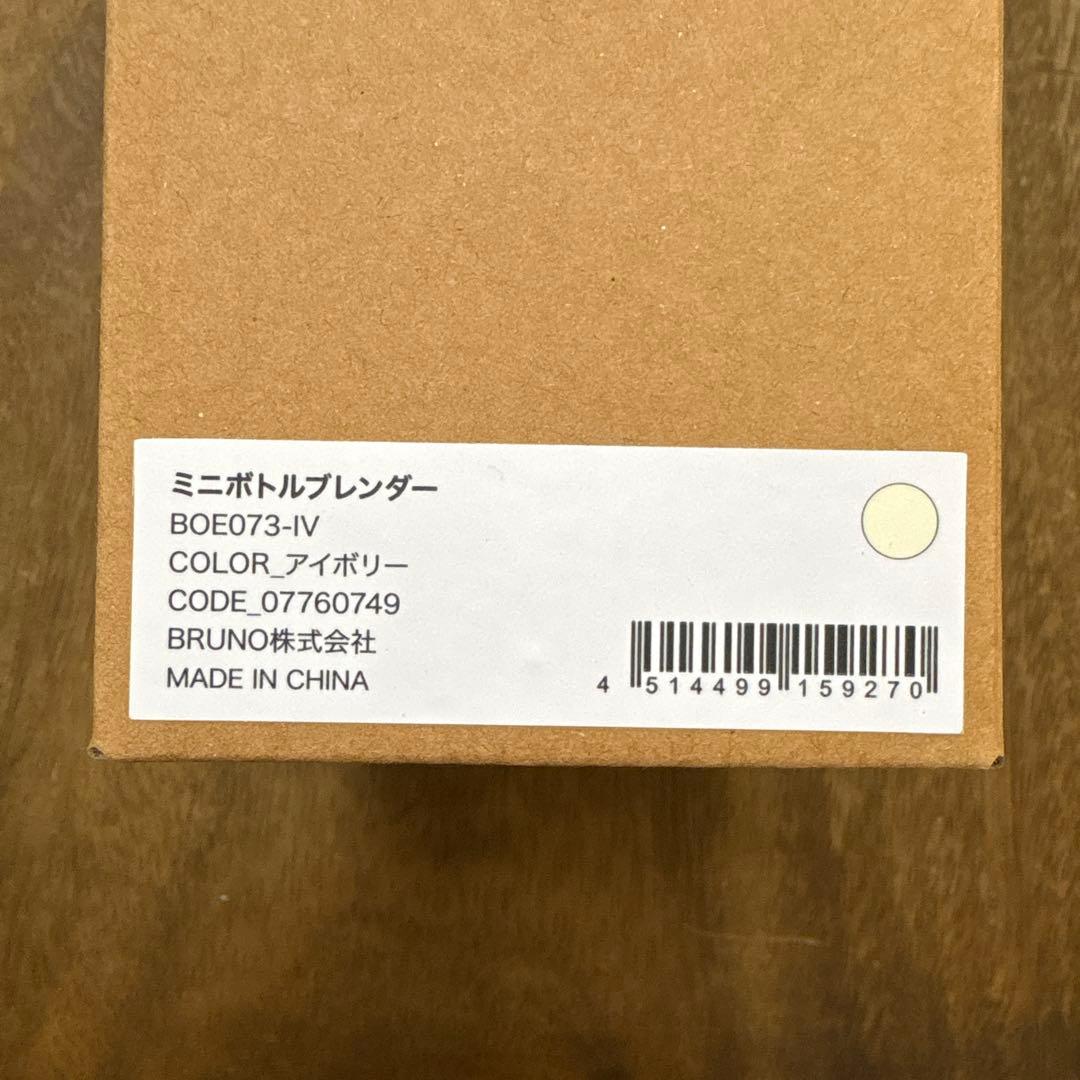 ミニボトルブレンダー
BOE073-IV
COLOR_アイボリー
CODE_07760749
BRUNO株式会社
MADE IN CHINA
4 514499 159270